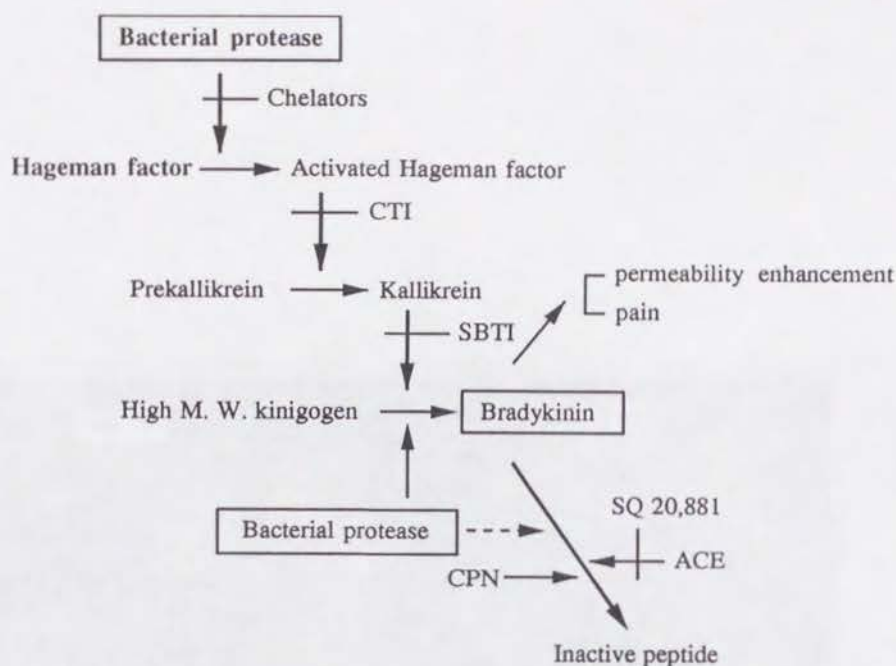 Bacterial protease
Chelators
Hageman factor
Activated Hageman factor
CTI
Prekallikrein
Kallikrein
permeability enhancement
pain
SBTI
High M. W. kinigogen
Bradykinin
SQ 20,881
Bacterial protease
CPN
ACE
Inactive peptide